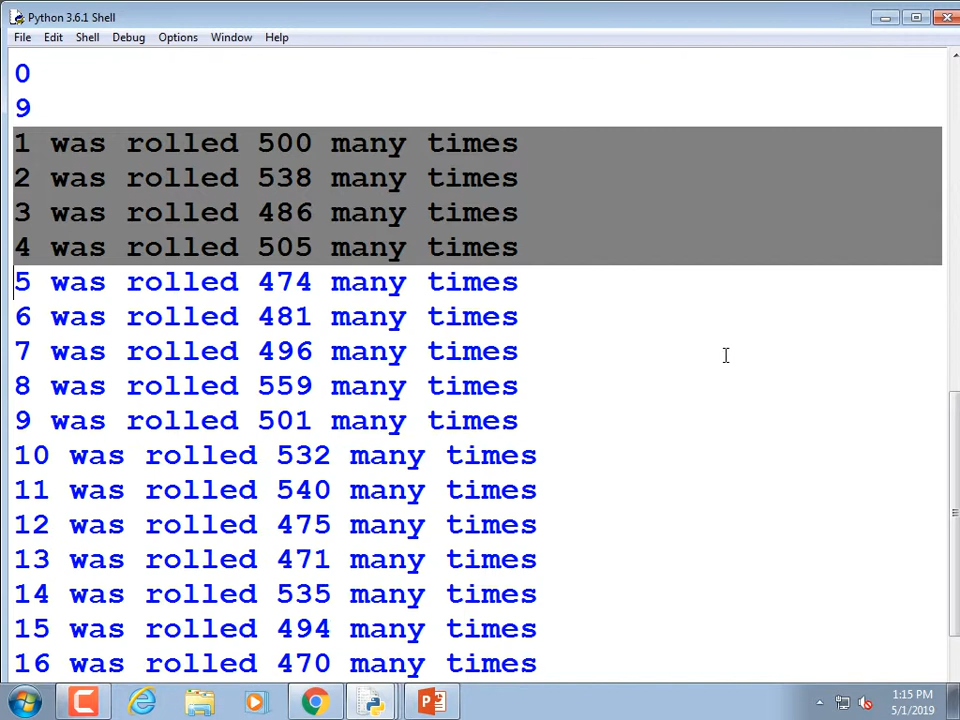 Python 3.6.1 Shell
File Edit Shell Debug Options Window Help
0
9
1 was rolled 500 many times
2 was rolled 538 many times
3 was rolled 486 many times
4 was rolled 505 many times
5 was rolled 474 many times
6 was rolled 481 many times
7 was rolled 496 many times
8 was rolled 559 many times
9 was rolled 501 many times
10 was rolled 532 many times
11 was rolled 540 many times
12 was rolled 475 many times
13 was rolled 471 many times
14 was rolled 535 many times
15 was rolled 494 many times
16 was rolled 470 many times
1:15 PM
5/1/2019